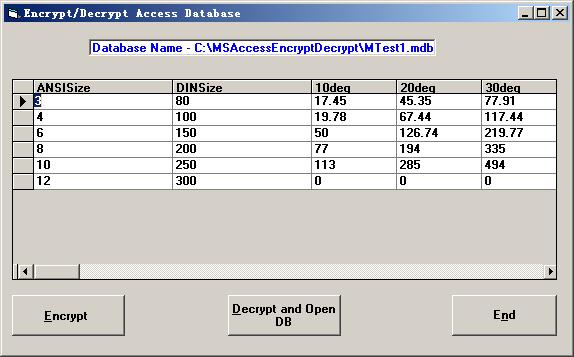 Encrypt/Decrypt Access Database
Database Name - C:\MSAccessEncryptDecrypt\MTest1.mdb
ANSISize DINSize 10deg 20deg 30deg
3 80 17.45 45.35 77.91
4 100 19.78 67.44 117.44
6 150 50 126.74 219.77
8 200 77 194 335
10 250 113 285 494
12 300 0 0 0
Encrypt
Decrypt and Open
DB
End